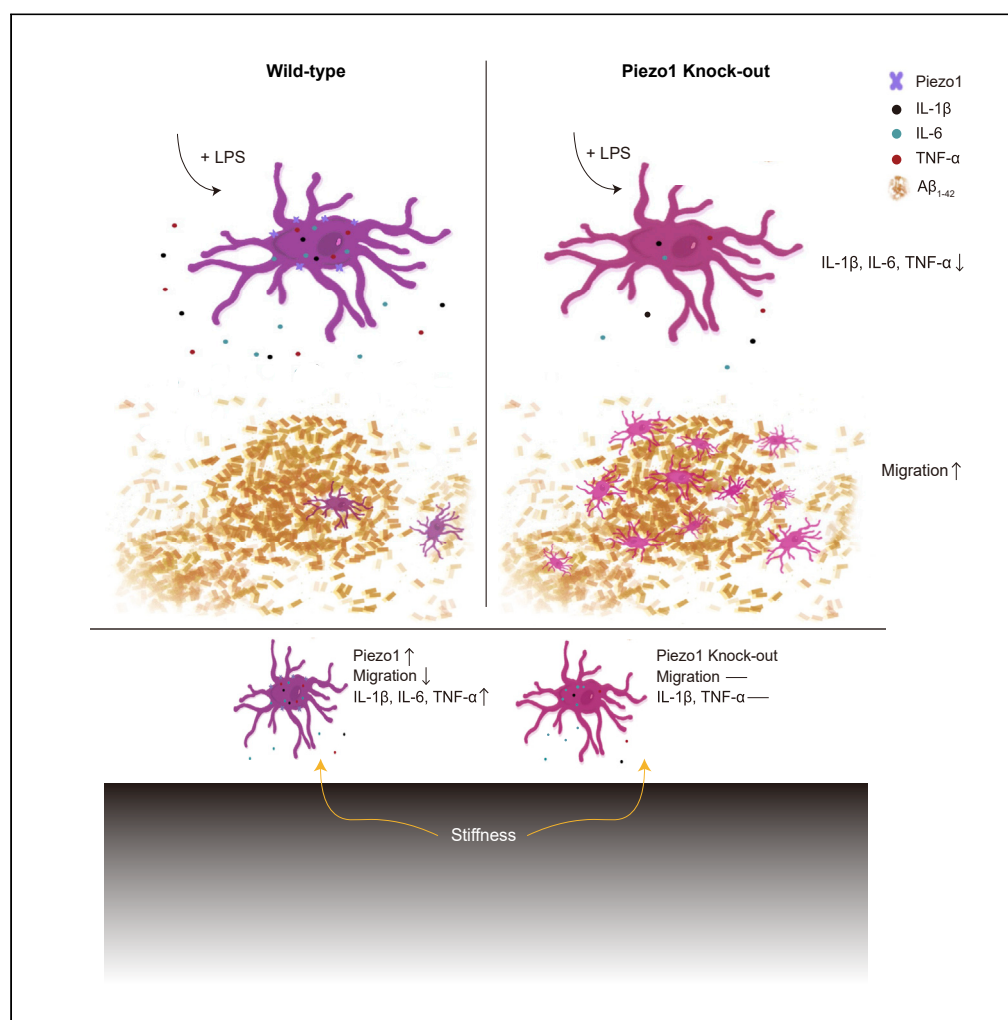 Wild-type
Piezo1 Knock-out
Piezo1
IL-1β
IL-6
TNF-α
Aβ1-42
+ LPS
+ LPS
IL-1β, IL-6, TNF-α ↓
Migration ↑
Piezo1 ↑
Migration ↓
IL-1β, IL-6, TNF-α ↑
Piezo1 Knock-out
Migration —
IL-1β, TNF-α —
Stiffness